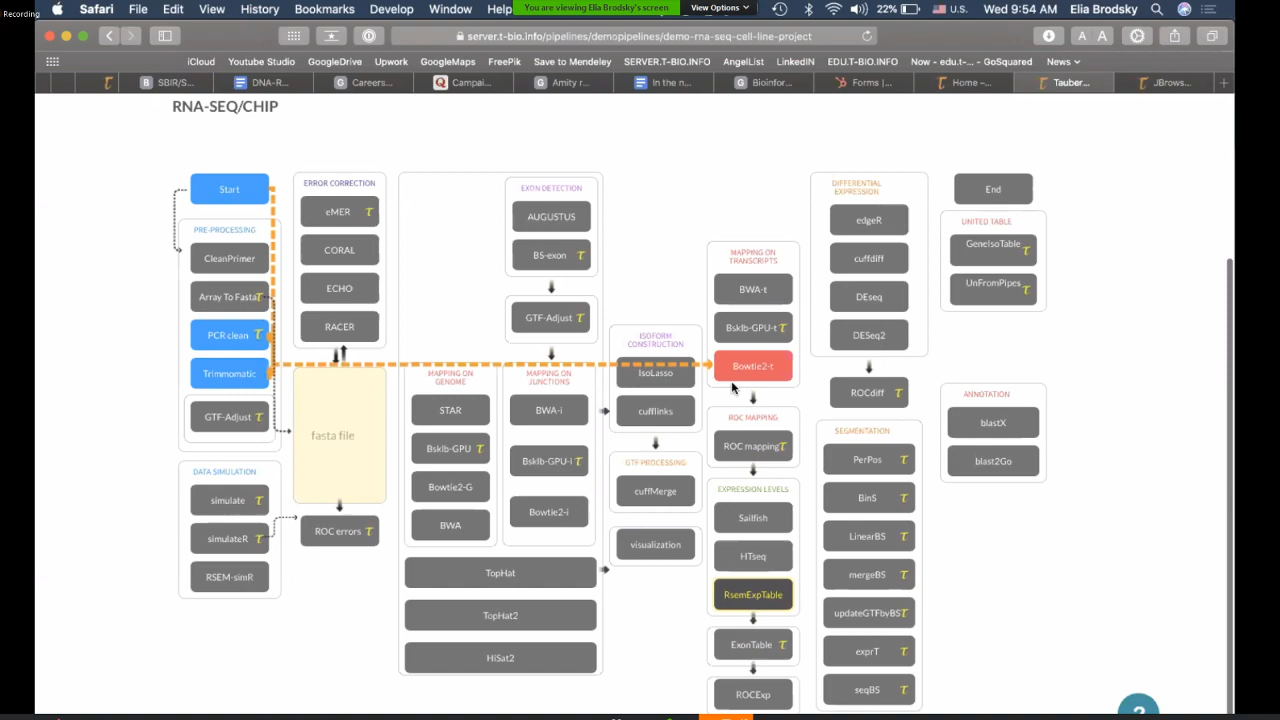 Recording
Safari File Edit View History Bookmarks Develop Window Help
You are viewing Elia Brodsky's screen View Options
22% U.S. Wed 9:54 AM Elia Brodsky
server.t-bio.info/pipelines/demopipelines/demo-rna-seq-cell-line-project
A A
iCloud Youtube Studio GoogleDrive Upwork GoogleMaps FreePik Save to Mendeley SERVER.T-BIO.INFO AngelList LinkedIN EDU.T-BIO.INFO Now – edu.t-... – GoSquared News
SBIR/S... DNA-R... Careers... Campai... Amity r... In the n... Bioinfor... Forms |... Home –... Tauber... JBrows...
RNA-SEQ/CHIP
Start
PRE-PROCESSING
CleanPrimer
Array To Fasta
PCR clean
Trimmomatic
GTF-Adjust
DATA SIMULATION
simulate
simulateR
RSEM-simR
ERROR CORRECTION
eMER
CORAL
ECHO
RACER
fasta file
ROC errors
EXON DETECTION
AUGUSTUS
BS-exon
GTF-Adjust
MAPPING ON
GENOME
STAR
Bsklb-GPU
Bowtie2-G
BWA
MAPPING ON
JUNCTIONS
BWA-i
Bsklb-GPU-i
Bowtie2-i
TopHat
TopHat2
HiSat2
ISOFORM
CONSTRUCTION
IsoLasso
cufflinks
GTF-PROCESSING
cuffMerge
visualization
MAPPING ON
TRANSCRIPTS
BWA-t
Bsklb-GPU-t
Bowtie2-t
ROC MAPPING
ROC mapping
EXPRESSION LEVELS
Sailfish
HTseq
RsemExpTable
ExonTable
ROCExp
DIFFERENTIAL
EXPRESSION
edgeR
cuffdiff
DEseq
DESeq2
ROCdiff
SEGMENTATION
PerPos
BinS
LinearBS
mergeBS
updateGTFbyBS
exprT
seqBS
End
UNITED TABLE
GeneIsoTable
UnFromPipes
ANNOTATION
blastX
blast2Go
?